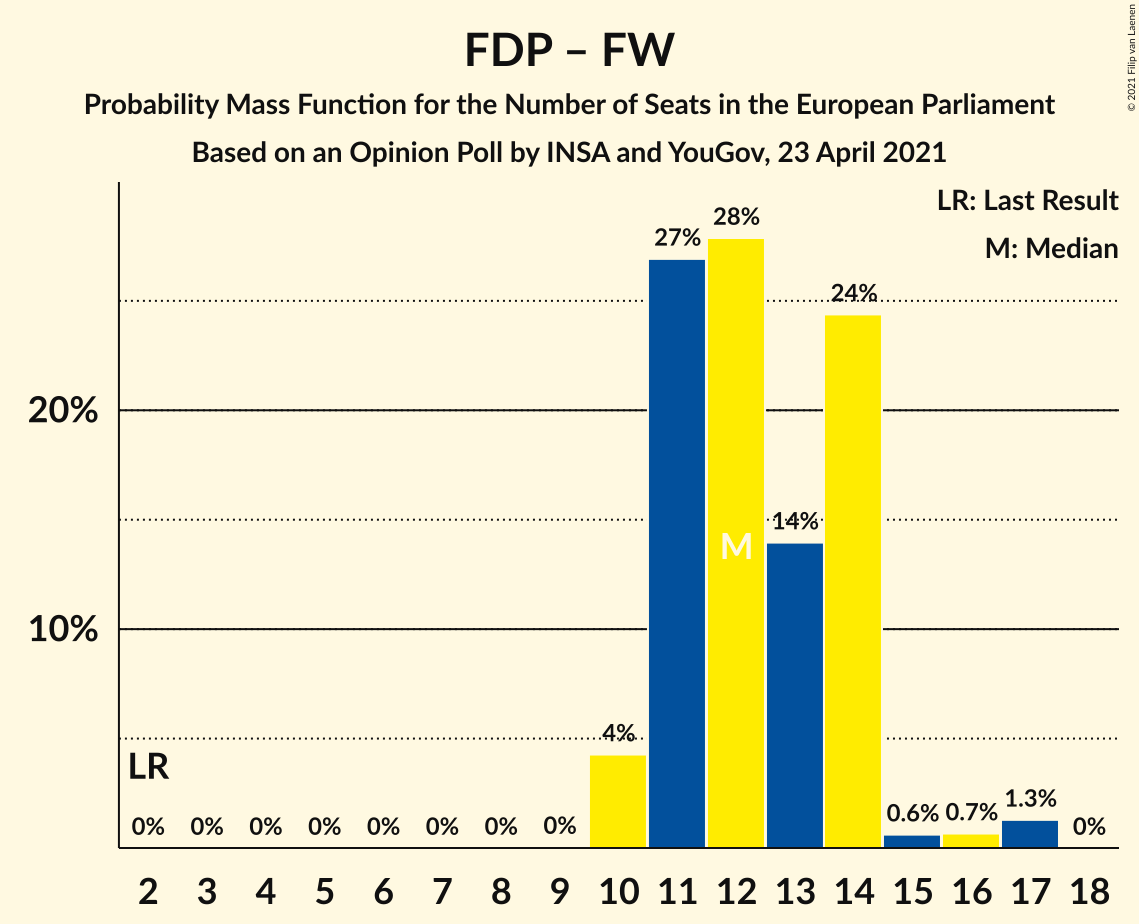 FDP – FW
Probability Mass Function for the Number of Seats in the European Parliament
Based on an Opinion Poll by INSA and YouGov, 23 April 2021
© 2021 Filip van Laenen
LR: Last Result
M: Median
20%
10%
LR
M
0% 0% 0% 0% 0% 0% 0% 0% 4% 27% 28% 14% 24% 0.6% 0.7% 1.3% 0%
2 3 4 5 6 7 8 9 10 11 12 13 14 15 16 17 18